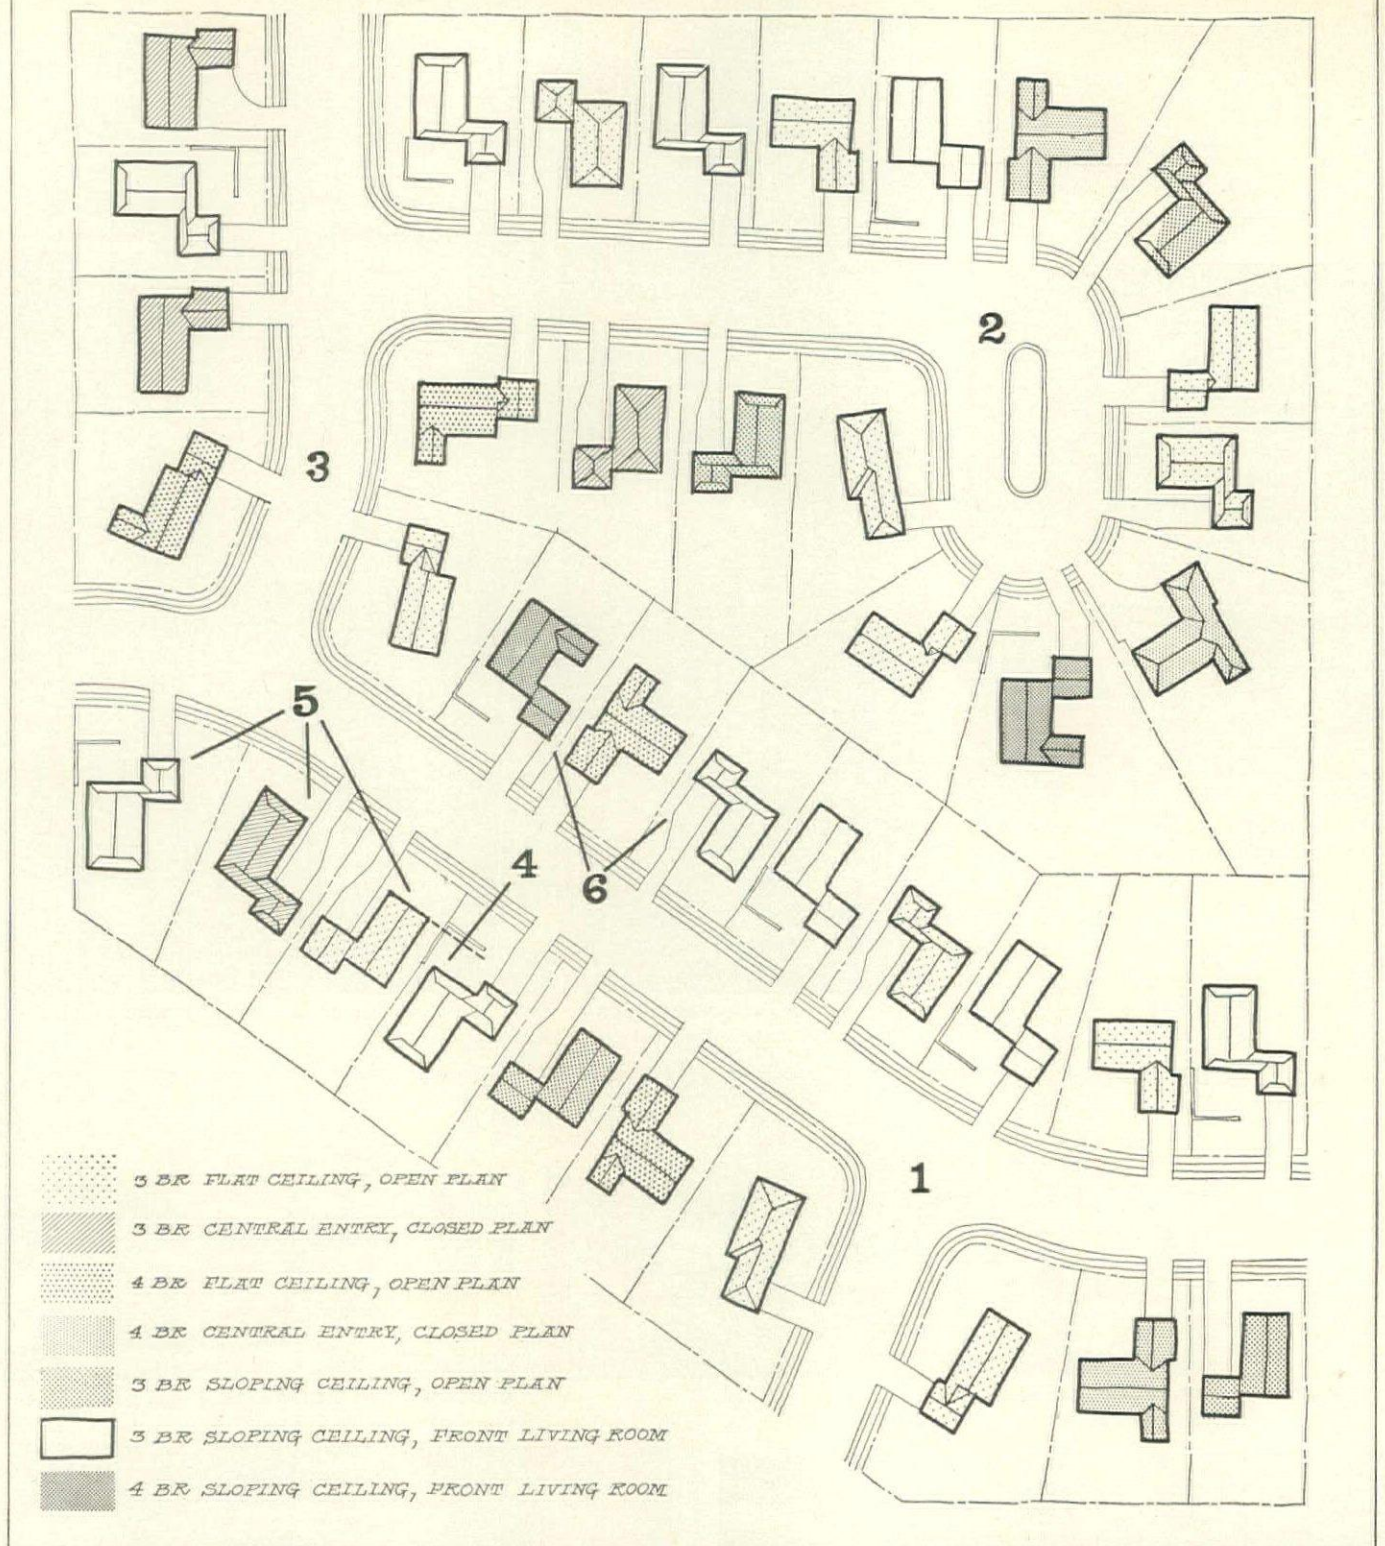 2
3
5
4
6
1
3 BR FLAT CEILING, OPEN PLAN
3 BR CENTRAL ENTRY, CLOSED PLAN
4 BR FLAT CEILING, OPEN PLAN
4 BR CENTRAL ENTRY, CLOSED PLAN
3 BR SLOPING CEILING, OPEN PLAN
3 BR SLOPING CEILING, FRONT LIVING ROOM
4 BR SLOPING CEILING, FRONT LIVING ROOM